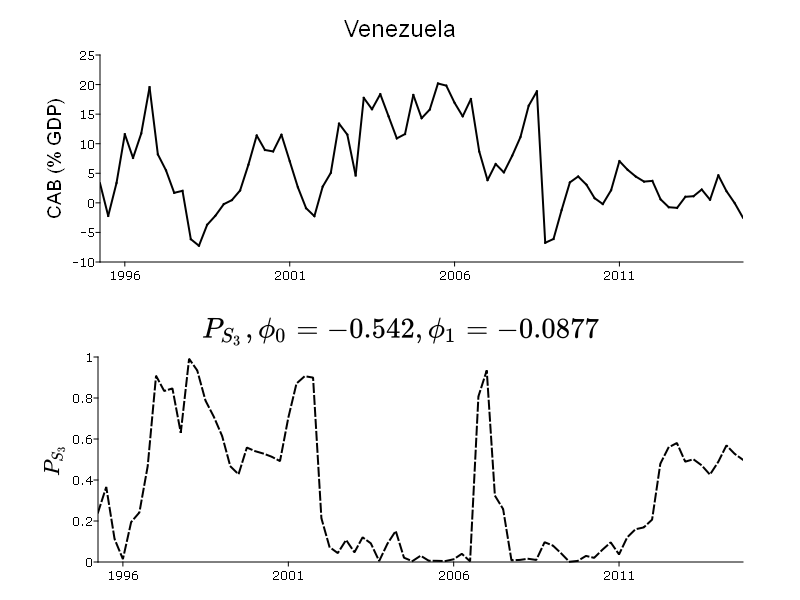 Venezuela
CAB (% GDP)
25
20
15
10
5
0
−5
−10
1996 2001 2006 2011
P_{S_3}, ϕ_0 = −0.542, ϕ_1 = −0.0877
P_{S_3}
1
0.8
0.6
0.4
0.2
0
1996 2001 2006 2011